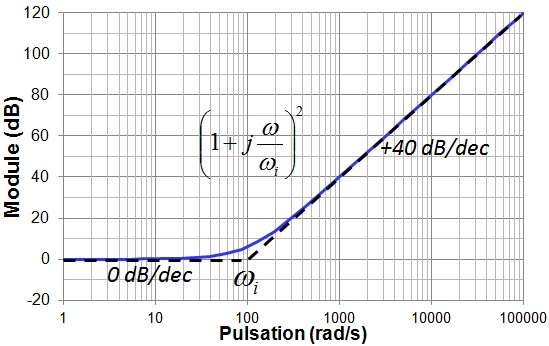 120
100
80
60
40
20
0
-20
Module (dB)
(1 + j ω/ωᵢ)²
+40 dB/dec
0 dB/dec
ωᵢ
1 10 100 1000 10000 100000
Pulsation (rad/s)